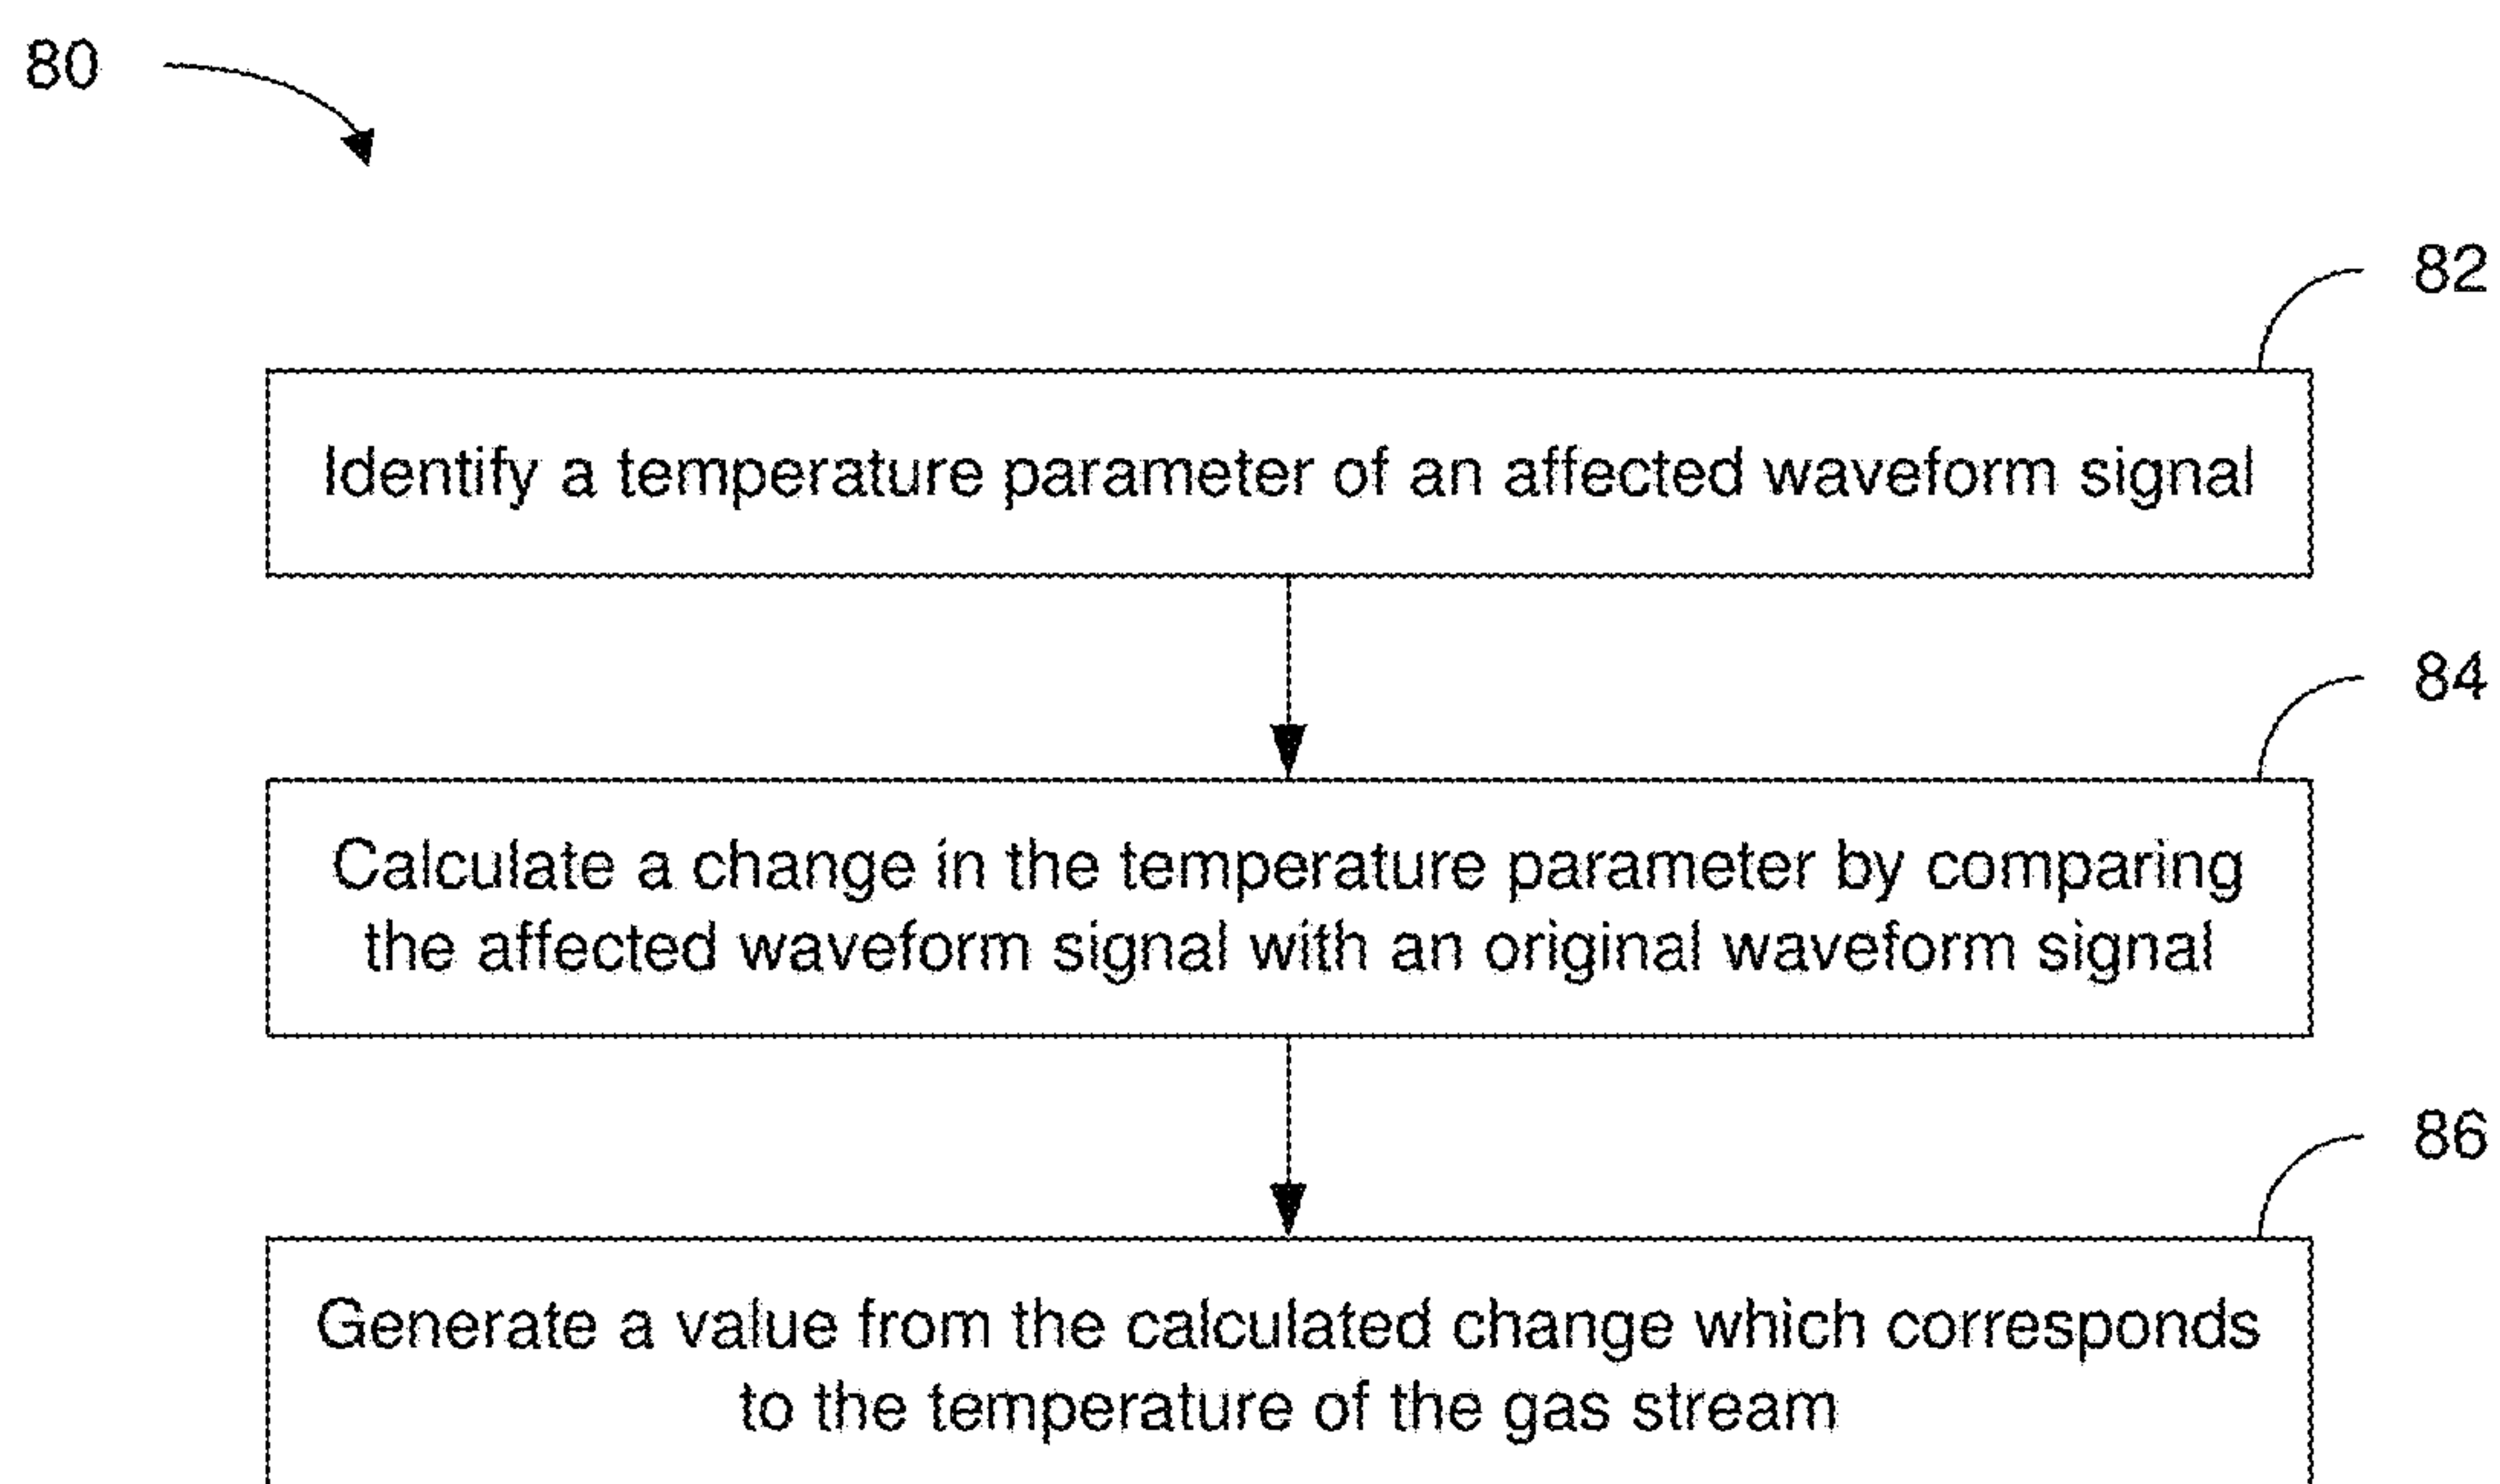 80
82
Identify a temperature parameter of an affected waveform signal
84
Calculate a change in the temperature parameter by comparing
the affected waveform signal with an original waveform signal
86
Generate a value from the calculated change which corresponds
to the temperature of the gas stream